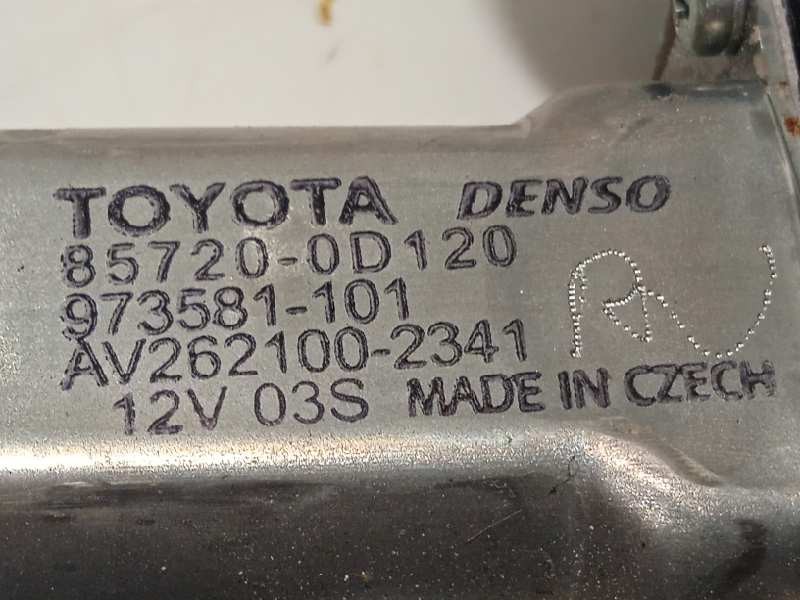 TOYOTA DENSO
85720-0D120
973581-101
AV262100-2341
12V 03S MADE IN CZECH